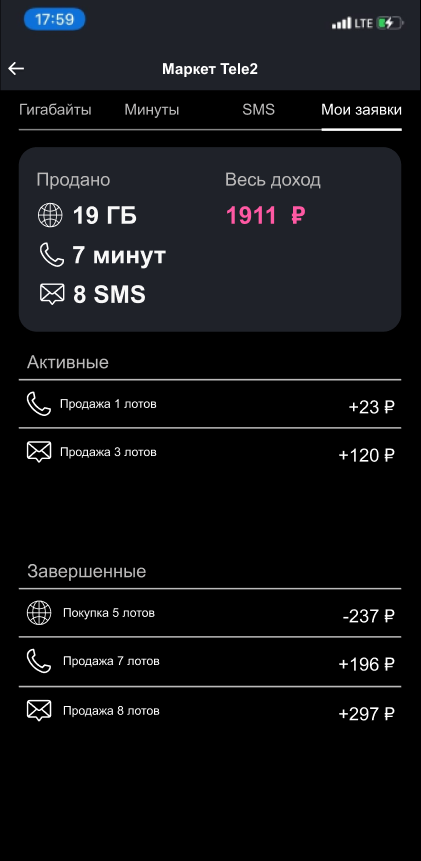 17:59
LTE
Маркет Tele2
Гигабайты Минуты SMS Мои заявки
Продано Весь доход
19 ГБ 1911 ₽
7 минут
8 SMS
Активные
Продажа 1 лотов +23 ₽
Продажа 3 лотов +120 ₽
Завершенные
Покупка 5 лотов -237 ₽
Продажа 7 лотов +196 ₽
Продажа 8 лотов +297 ₽